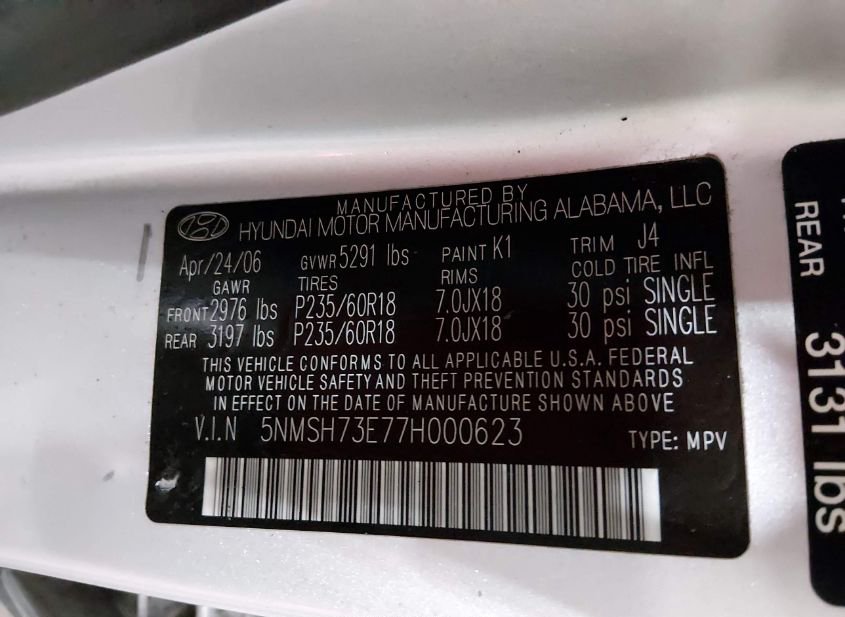 MANUFACTURED BY
HYUNDAI MOTOR MANUFACTURING ALABAMA, LLC
Apr/24/06 GVWR 5291 lbs PAINT K1 TRIM J4
GAWR TIRES RIMS COLD TIRE INFL
FRONT 2976 lbs P235/60R18 7.0JX18 30 psi SINGLE
REAR 3197 lbs P235/60R18 7.0JX18 30 psi SINGLE
THIS VEHICLE CONFORMS TO ALL APPLICABLE U.S.A. FEDERAL
MOTOR VEHICLE SAFETY AND THEFT PREVENTION STANDARDS
IN EFFECT ON THE DATE OF MANUFACTURE SHOWN ABOVE.
V.I.N 5NMSH73E77H000623 TYPE: MPV
REAR 3131 lbs